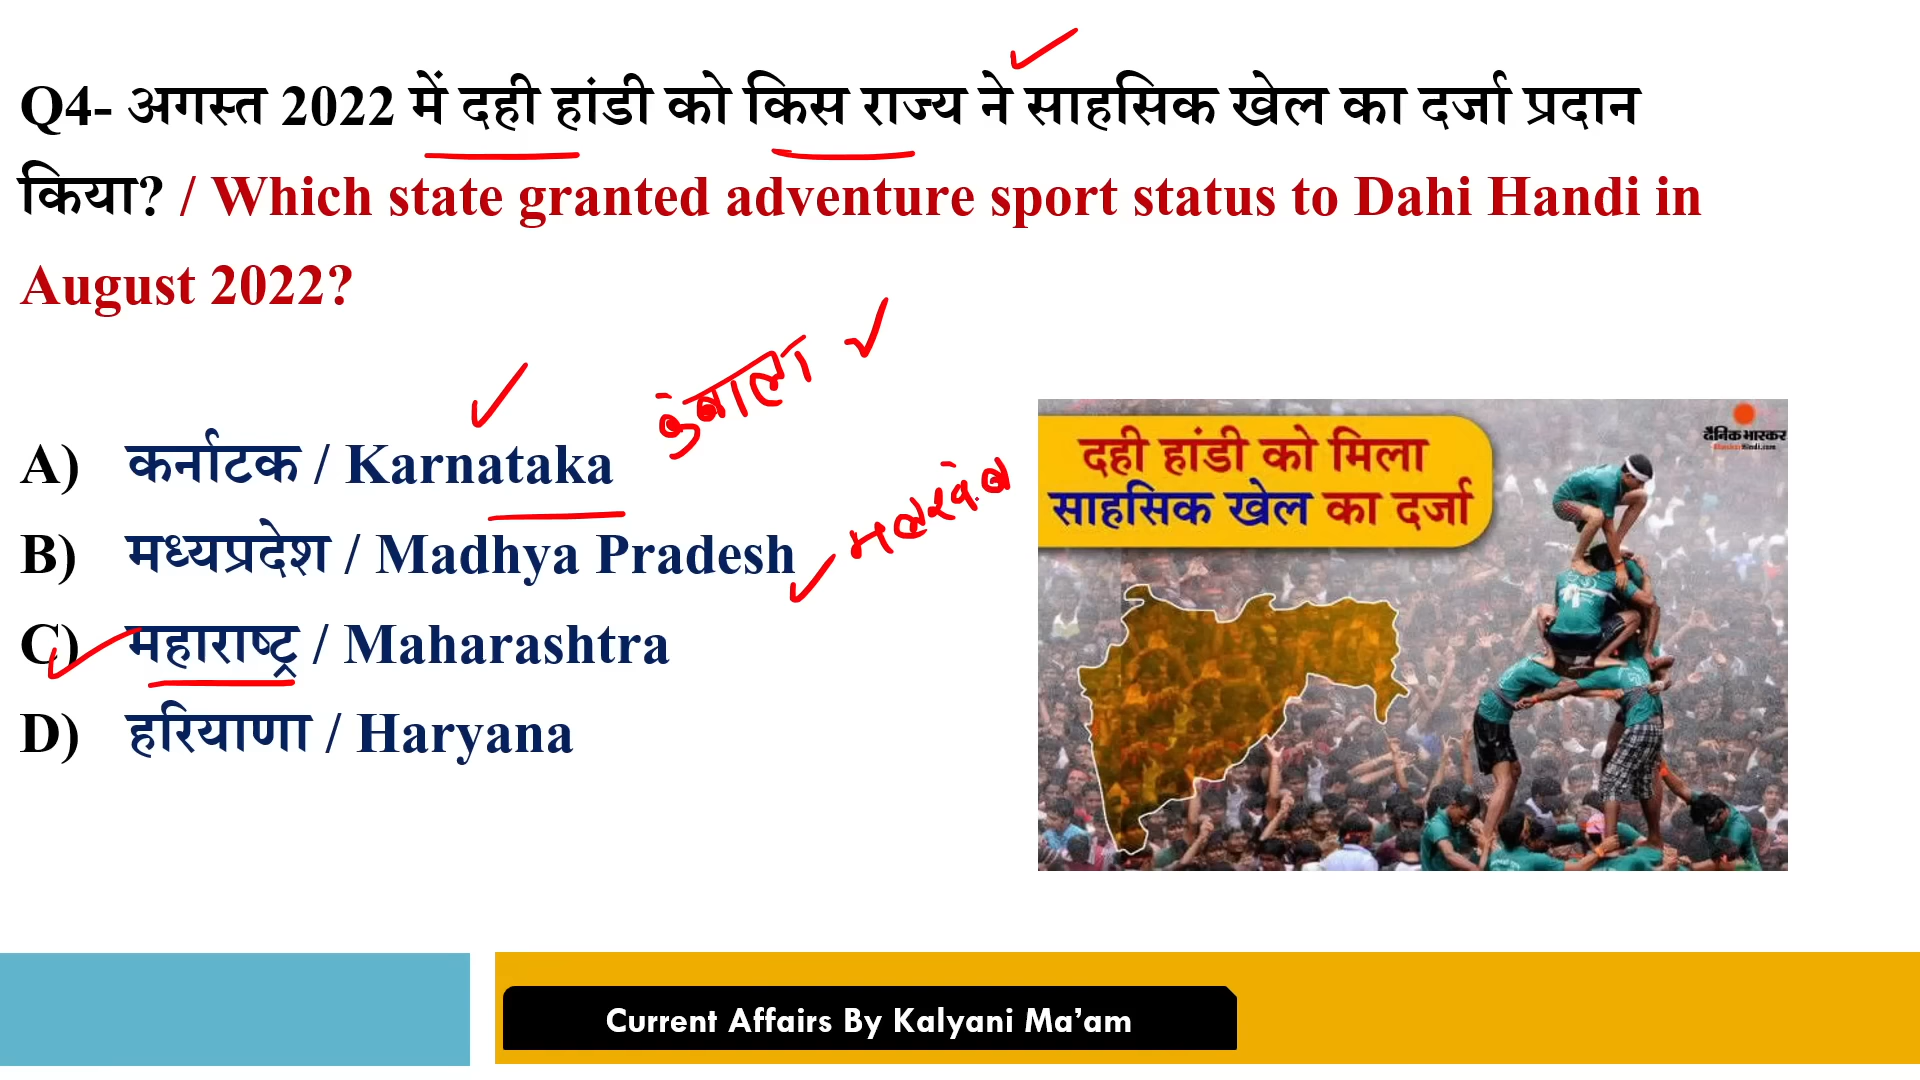 Q4- अगस्त 2022 में दही हांडी को किस राज्य ने साहसिक खेल का दर्जा प्रदान
किया? / Which state granted adventure sport status to Dahi Handi in
August 2022?
A) कर्नाटक / Karnataka
B) मध्यप्रदेश / Madhya Pradesh
मलखंब
C) महाराष्ट्र / Maharashtra
D) हरियाणा / Haryana
दही हांडी को मिला
साहसिक खेल का दर्जा
दैनिक भास्कर
Current Affairs By Kalyani Ma'am